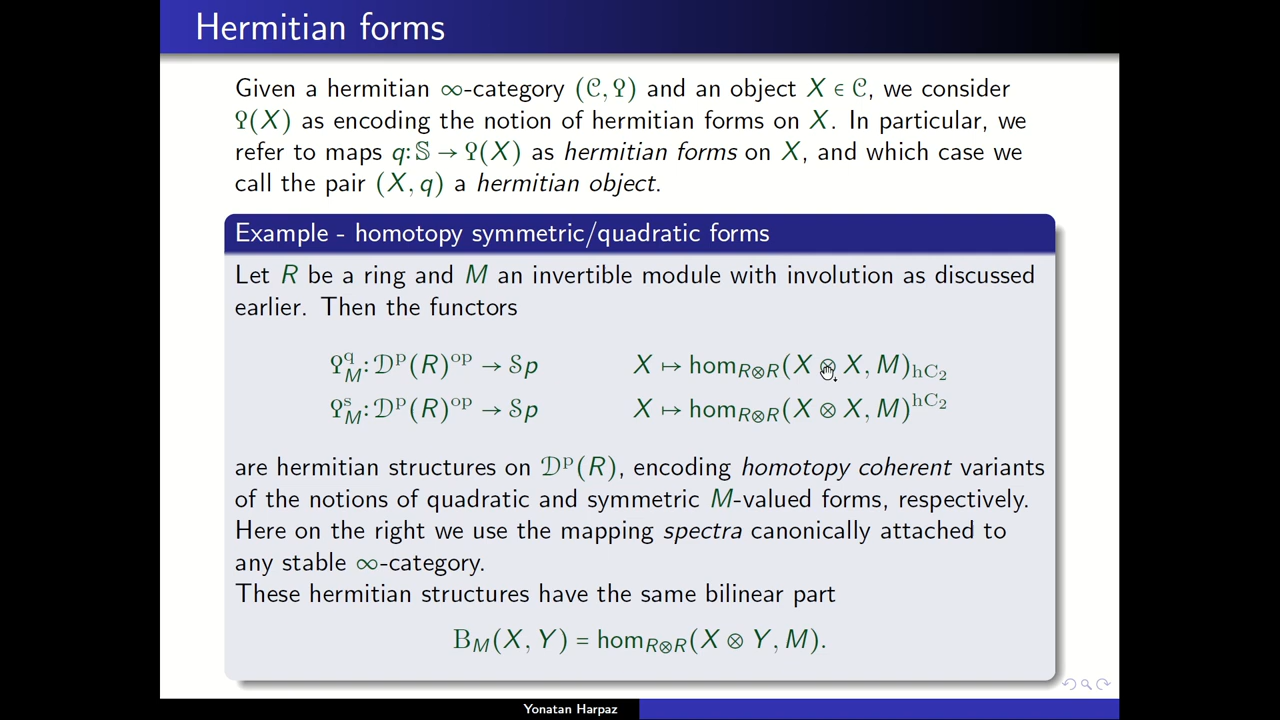 Hermitian forms
Given a hermitian ∞-category (𝒞, Ϙ) and an object X ∈ 𝒞, we consider
Ϙ(X) as encoding the notion of hermitian forms on X. In particular, we
refer to maps q: 𝕊 → Ϙ(X) as hermitian forms on X, and which case we
call the pair (X, q) a hermitian object.
Example - homotopy symmetric/quadratic forms
Let R be a ring and M an invertible module with involution as discussed
earlier. Then the functors
Ϙ^q_M: 𝒟^p(R)^op → 𝒮p X ↦ hom_{R⊗R}(X ⊗ X, M)_{hC₂}
Ϙ^s_M: 𝒟^p(R)^op → 𝒮p X ↦ hom_{R⊗R}(X ⊗ X, M)^{hC₂}
are hermitian structures on 𝒟^p(R), encoding homotopy coherent variants
of the notions of quadratic and symmetric M-valued forms, respectively.
Here on the right we use the mapping spectra canonically attached to
any stable ∞-category.
These hermitian structures have the same bilinear part
B_M(X, Y) = hom_{R⊗R}(X ⊗ Y, M).
Yonatan Harpaz